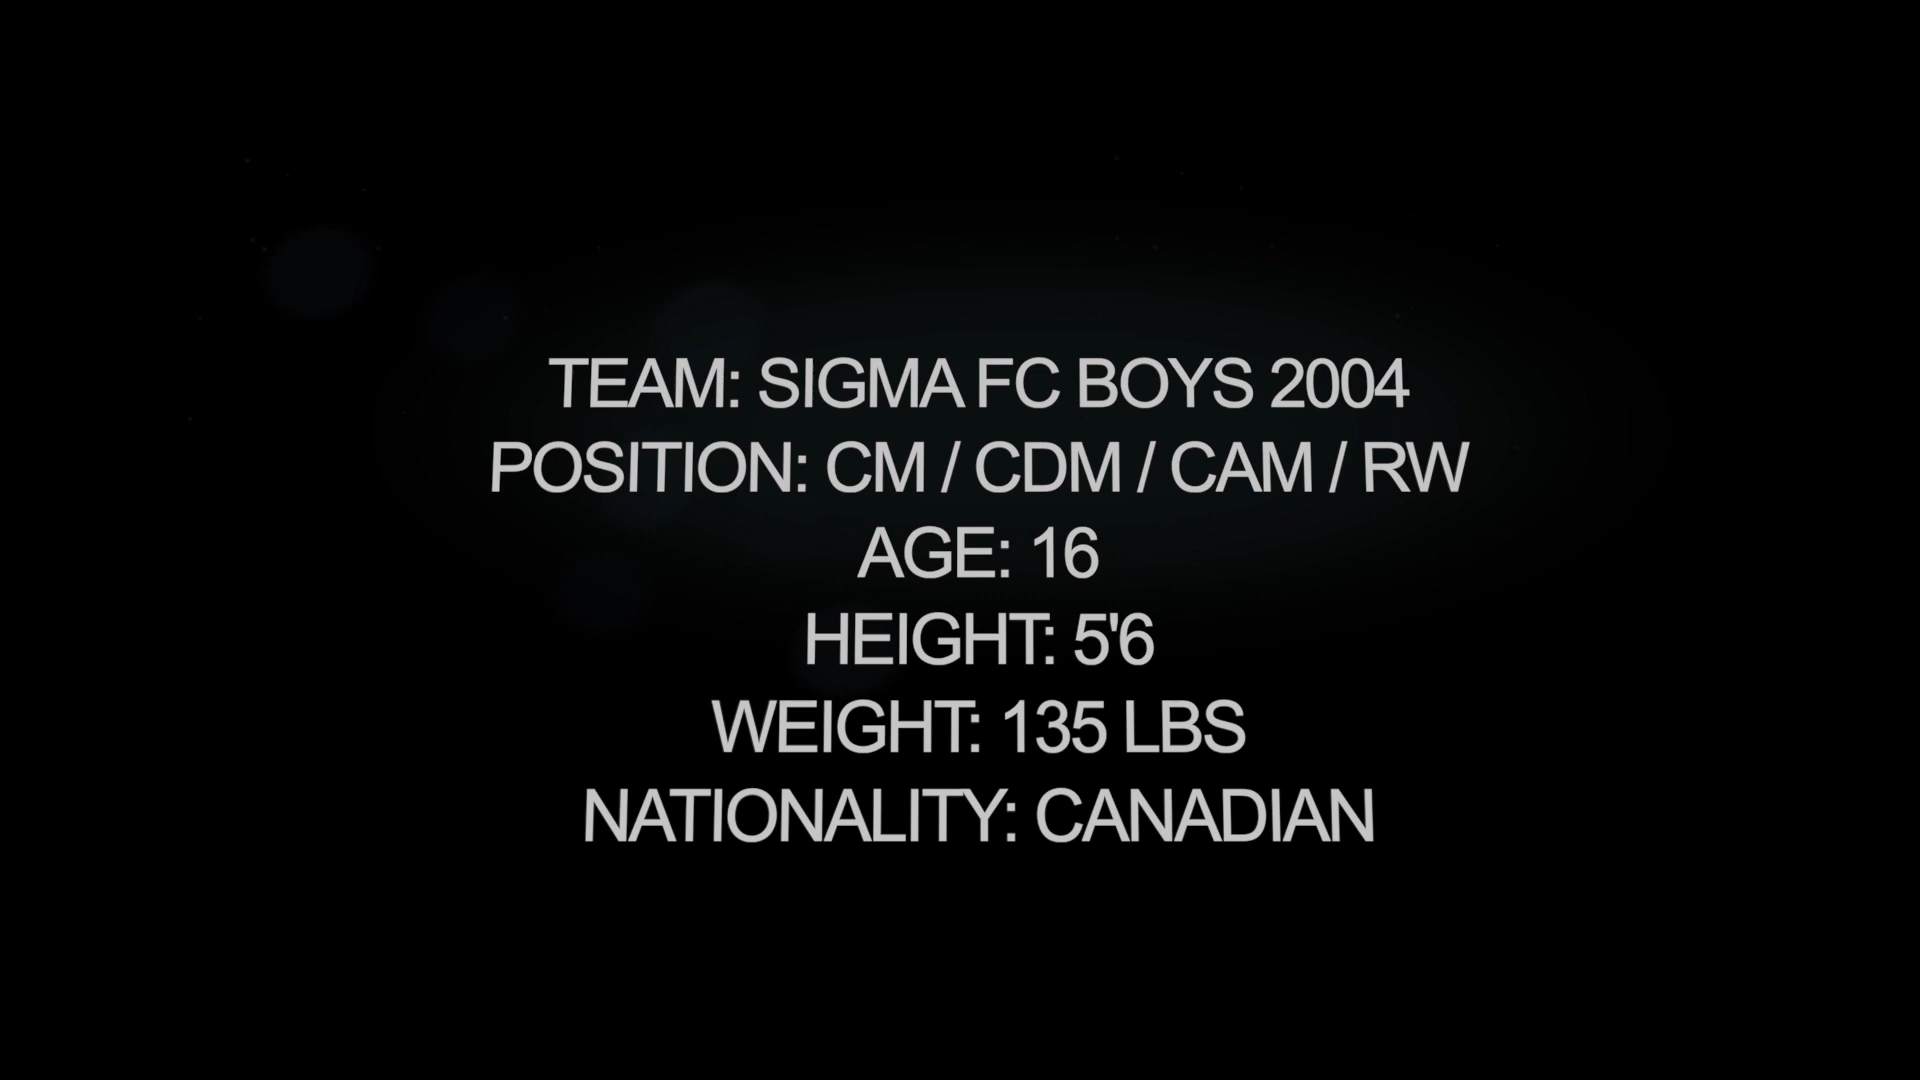 TEAM: SIGMA FC BOYS 2004
POSITION: CM / CDM / CAM / RW
AGE: 16
HEIGHT: 5'6
WEIGHT: 135 LBS
NATIONALITY: CANADIAN